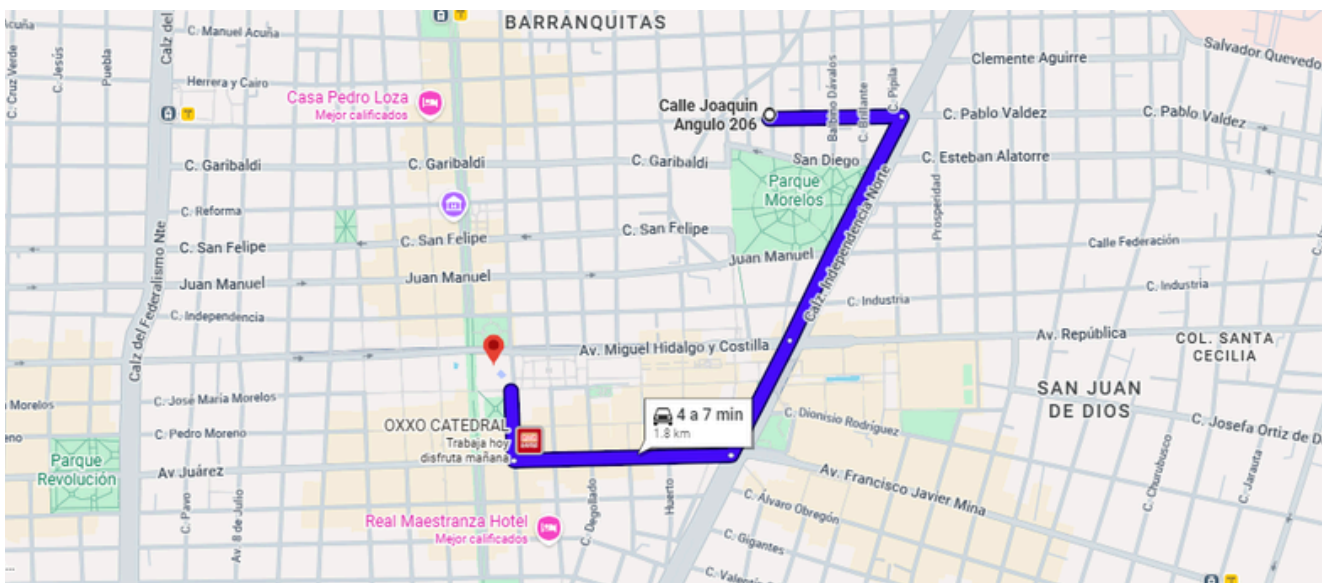 BARRANQUITAS
Acuña
C. Manuel Acuña
Calz del
C. Cruz Verde
C. Jesús
Puebla
Herrera y Cairo
Casa Pedro Loza
Mejor calificados
Calle Joaquin
Angulo 206
Balbino Dávalos
C. Brillante
C. Pipila
Clemente Aguirre
Salvador Quevedo
C. Pablo Valdez
C. Pablo Valdez
C. Garibaldi
C. Garibaldi
C. Garibaldi
San Diego
C. Esteban Alatorre
Parque
Morelos
C. Reforma
C. San Felipe
C. San Felipe
C. San Felipe
Prosperidad
Calle Federación
Calz del Federalismo Nte
Juan Manuel
Juan Manuel
Juan Manuel
Calz. Independencia Norte
C. Industria
C. Industria
C. Independencia
Av. Miguel Hidalgo y Costilla
Av. República
COL. SANTA
CECILIA
Morelos
C. José María Morelos
C. Pedro Moreno
OXXO CATEDRAL
Trabaja hoy
disfruta mañana
4 a 7 min
1.8 km
C. Dionisio Rodríguez
SAN JUAN
DE DIOS
C. Josefa Ortiz de D
Parque
Revolución
Av Juárez
Av. Francisco Javier Mina
C. Pavo
Av. 8 de Julio
Real Maestranza Hotel
Mejor calificados
C. Degollado
Huerto
C. Álvaro Obregón
C. Gigantes
C. Churubusco
C. Jarauta